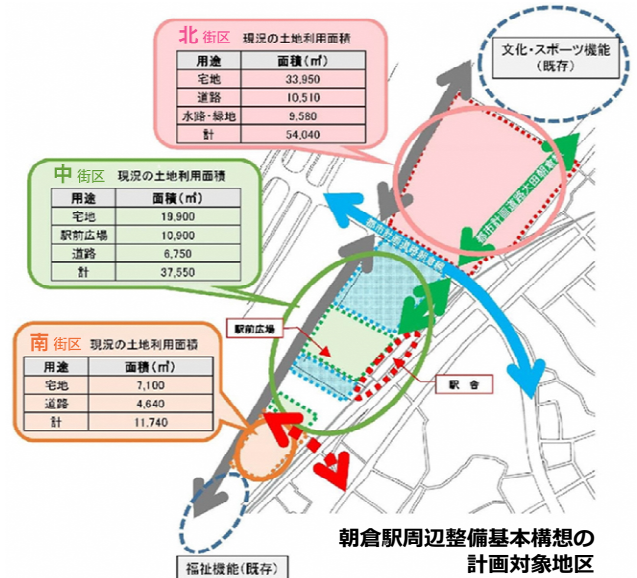 北 街区 現況の土地利用面積
用途 面積(㎡)
宅地 33,950
道路 10,510
水路・緑地 9,580
計 54,040
文化・スポーツ機能
(既存)
中 街区 現況の土地利用面積
用途 面積(㎡)
宅地 19,900
駅前広場 10,900
道路 6,750
計 37,550
駅前広場
駅舎
南 街区 現況の土地利用面積
用途 面積(㎡)
宅地 7,100
道路 4,640
計 11,740
福祉機能(既存)
朝倉駅周辺整備基本構想の
計画対象地区